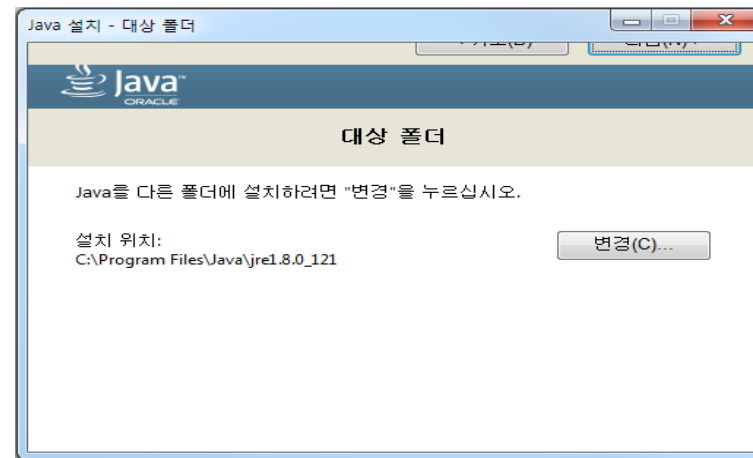 Java 설치 - 대상 폴더
Java™
ORACLE
대상 폴더
Java를 다른 폴더에 설치하려면 "변경"을 누르십시오.
설치 위치:
변경(C)...
C:\Program Files\Java\jre1.8.0_121